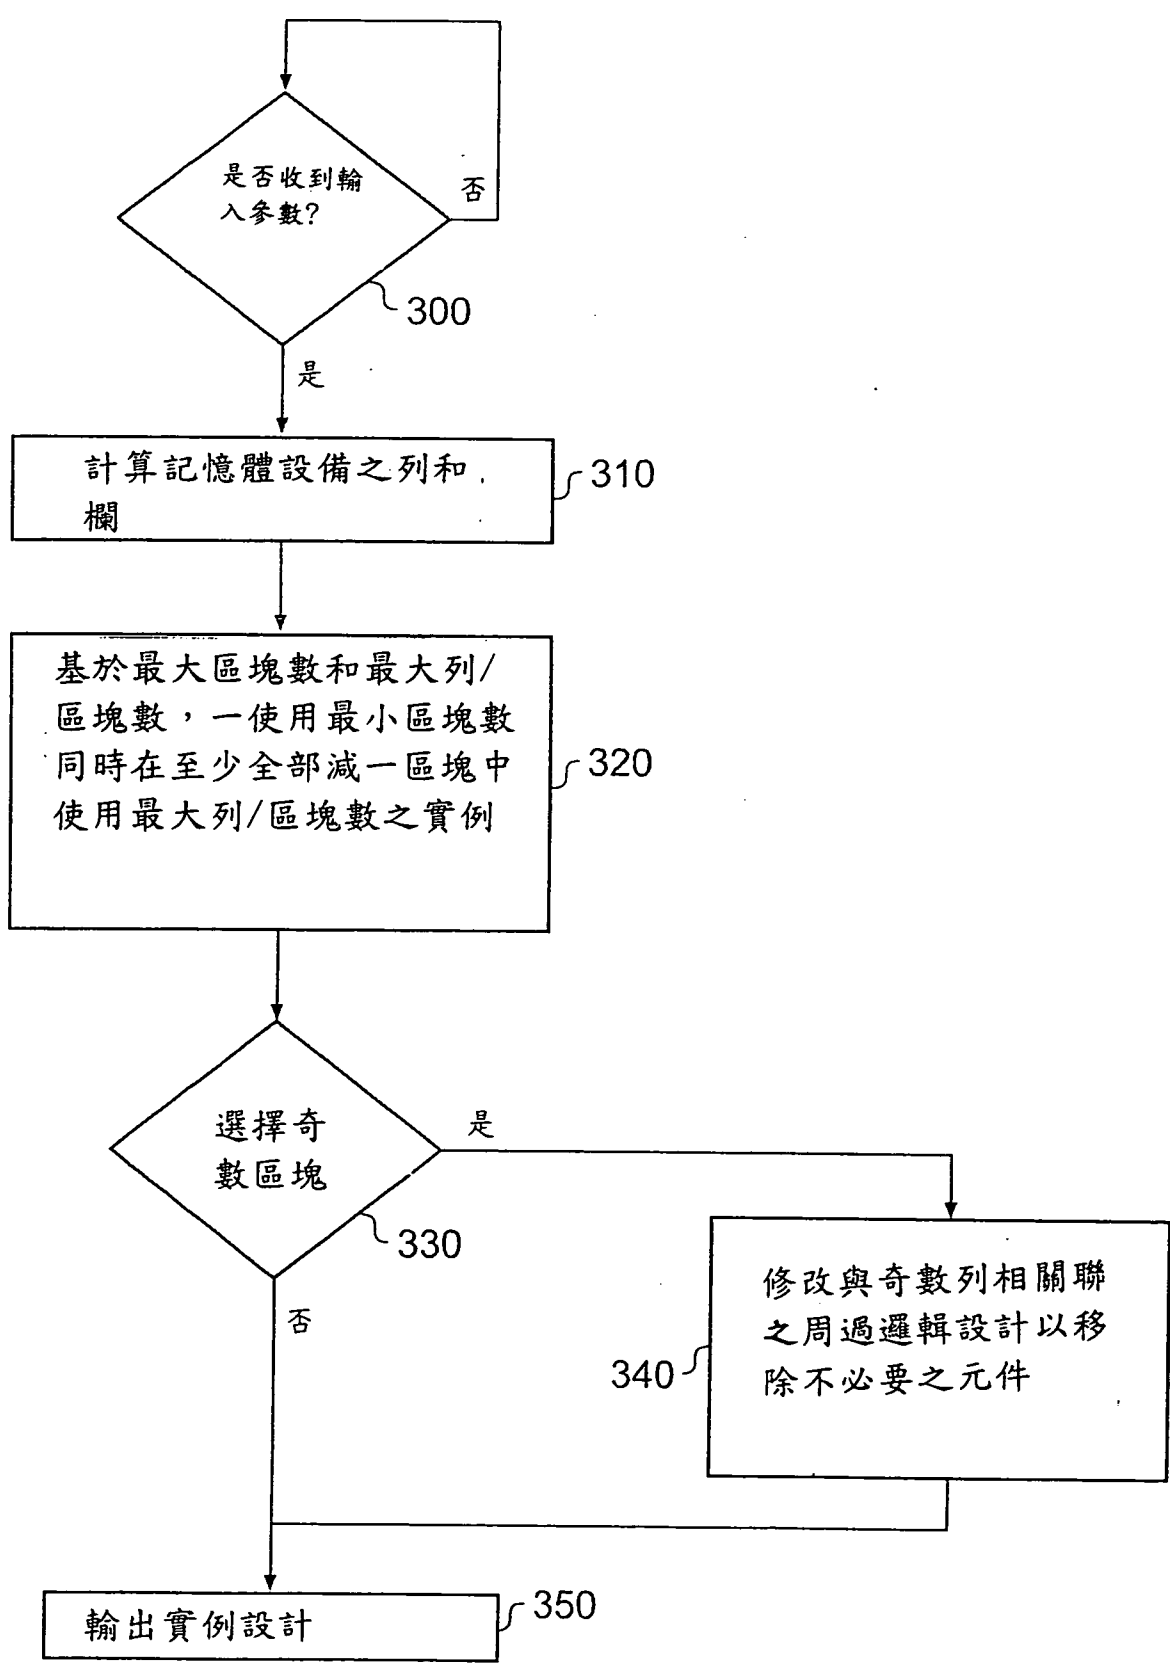 是否收到輸
入參數?
否
300
是
計算記憶體設備之列和
欄
310
基於最大區塊數和最大列/
區塊數,一使用最小區塊數
同時在至少全部減一區塊中
使用最大列/區塊數之實例
320
選擇奇
數區塊
是
330
否
修改與奇數列相關聯
之周過邏輯設計以移
除不必要之元件
340
輸出實例設計
350